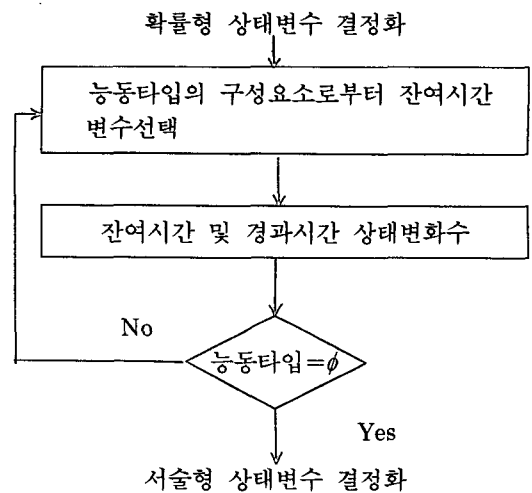 확률형 상태변수 결정화
능동타입의 구성요소로부터 잔여시간
변수선택
잔여시간 및 경과시간 상태변화수
No
능동타입=ϕ
Yes
서술형 상태변수 결정화